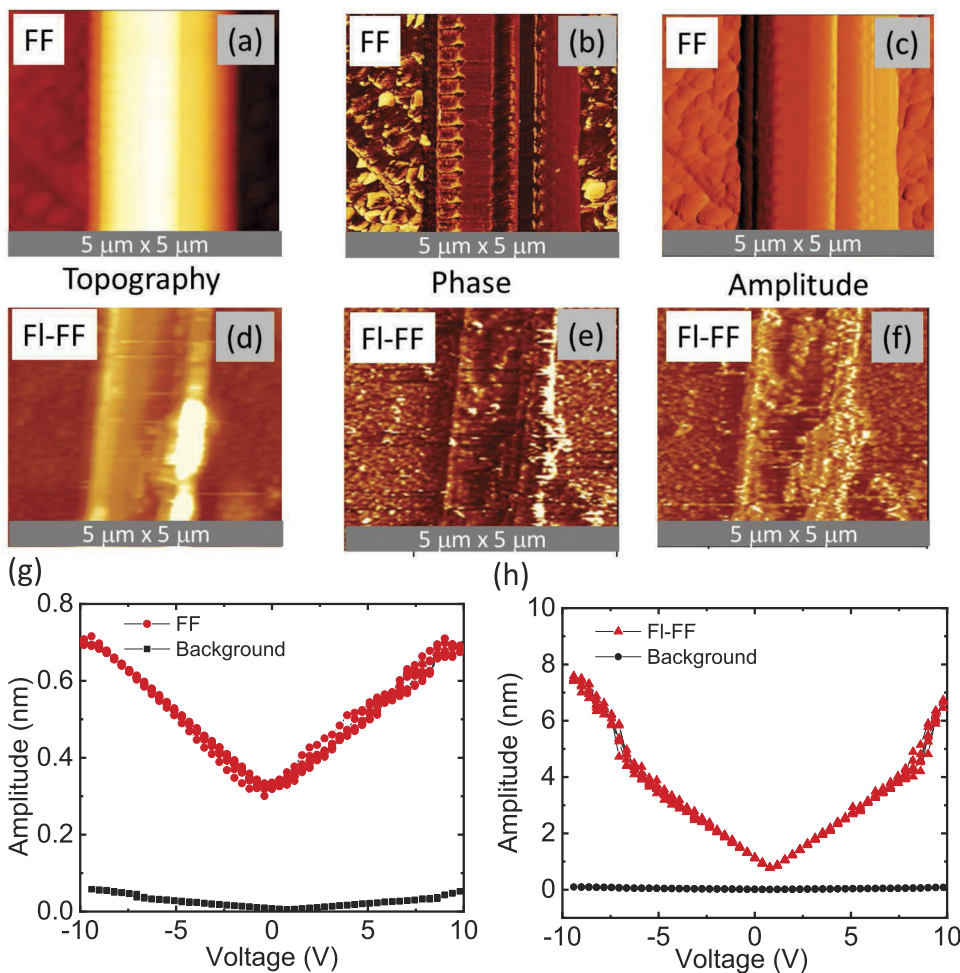 FF (a)
FF (b)
FF (c)
5 µm x 5 µm
5 µm x 5 µm
5 µm x 5 µm
Topography
Phase
Amplitude
Fl-FF (d)
Fl-FF (e)
Fl-FF (f)
5 µm x 5 µm
5 µm x 5 µm
5 µm x 5 µm
(g)
0.8
0.6
0.4
0.2
0.0
Amplitude (nm)
FF
Background
-10 -5 0 5 10
Voltage (V)
(h)
10
8
6
4
2
0
Amplitude (nm)
Fl-FF
Background
-10 -5 0 5 10
Voltage (V)